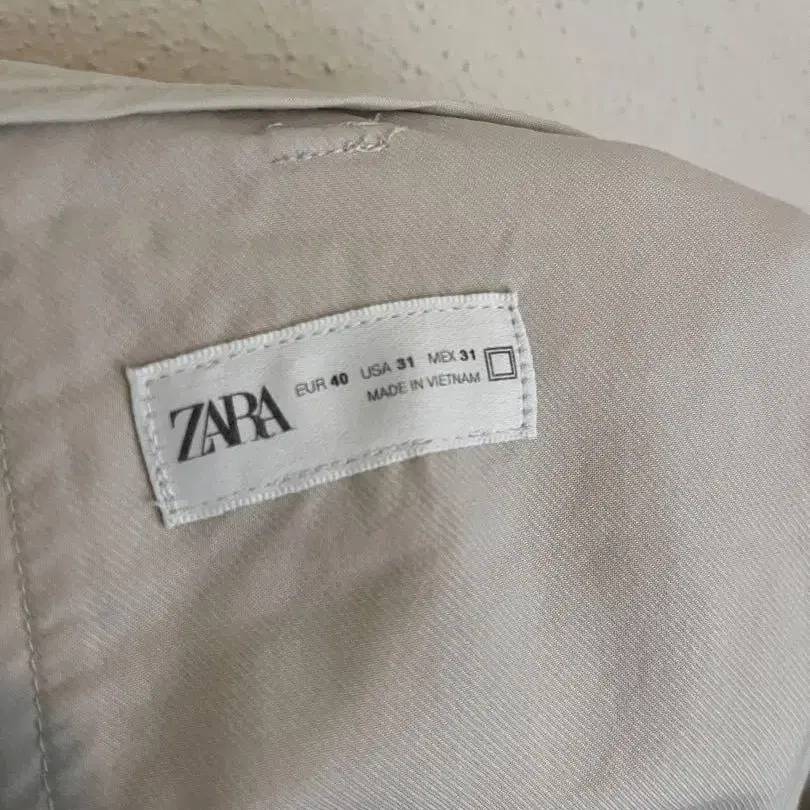 ZARA
EUR 40 USA 31 MEX 31
MADE IN VIETNAM